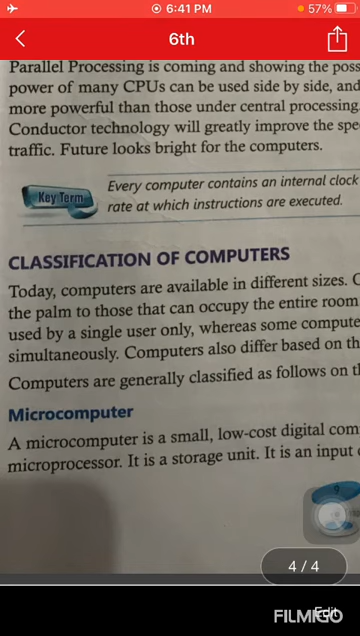 6:41 PM
57%
6th
Parallel Processing is coming and showing the poss
power of many CPUs can be used side by side, and
more powerful than those under central processing
Conductor technology will greatly improve the spe
traffic. Future looks bright for the computers.
Key Term
Every computer contains an internal clock
rate at which instructions are executed.
CLASSIFICATION OF COMPUTERS
Today, computers are available in different sizes. C
the palm to those that can occupy the entire room
used by a single user only, whereas some compute
simultaneously. Computers also differ based on th
Computers are generally classified as follows on th
Microcomputer
A microcomputer is a small, low-cost digital com
microprocessor. It is a storage unit. It is an input
4 / 4
Edit
FILMIGO